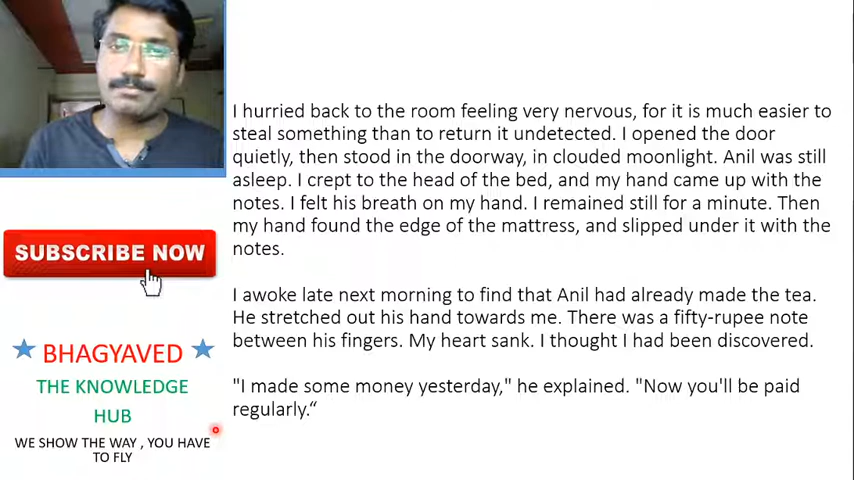 I hurried back to the room feeling very nervous, for it is much easier to
steal something than to return it undetected. I opened the door
quietly, then stood in the doorway, in clouded moonlight. Anil was still
asleep. I crept to the head of the bed, and my hand came up with the
notes. I felt his breath on my hand. I remained still for a minute. Then
my hand found the edge of the mattress, and slipped under it with the
notes.
I awoke late next morning to find that Anil had already made the tea.
He stretched out his hand towards me. There was a fifty-rupee note
between his fingers. My heart sank. I thought I had been discovered.
"I made some money yesterday," he explained. "Now you'll be paid
regularly.“
SUBSCRIBE NOW
BHAGYAVED
THE KNOWLEDGE
HUB
WE SHOW THE WAY , YOU HAVE
TO FLY